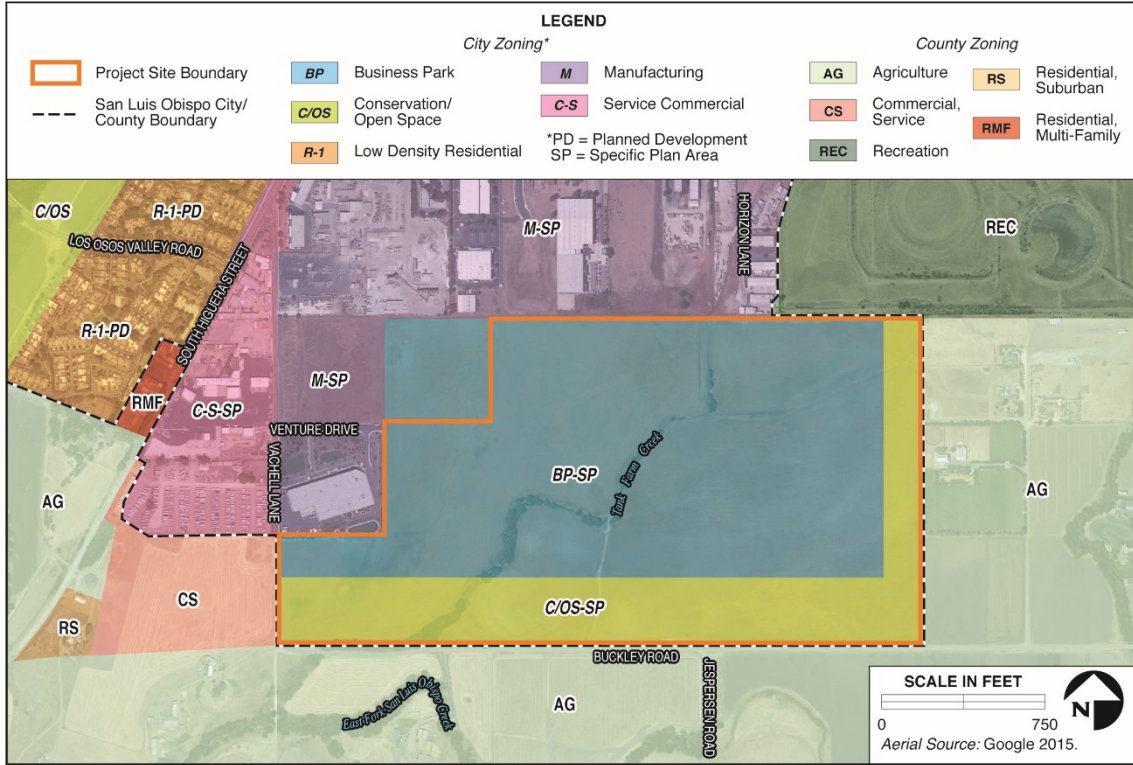 LEGEND
City Zoning*
County Zoning
Project Site Boundary
San Luis Obispo City/
County Boundary
BP Business Park
C/OS Conservation/
Open Space
R-1 Low Density Residential
M Manufacturing
C-S Service Commercial
*PD = Planned Development
SP = Specific Plan Area
AG Agriculture
CS Commercial,
Service
REC Recreation
RS Residential,
Suburban
RMF Residential,
Multi-Family
C/OS
R-1-PD
LOS OSOS VALLEY ROAD
SOUTH HIGUERA STREET
M-SP
HORIZON LANE
REC
R-1-PD
RMF
C-S-SP
M-SP
VENTURE DRIVE
VACHELL LANE
BP-SP
Tank Farm Creek
AG
AG
CS
RS
C/OS-SP
BUCKLEY ROAD
JESPERSEN ROAD
East Fork San Luis Obispo Creek
AG
SCALE IN FEET
0 750
N
Aerial Source: Google 2015.